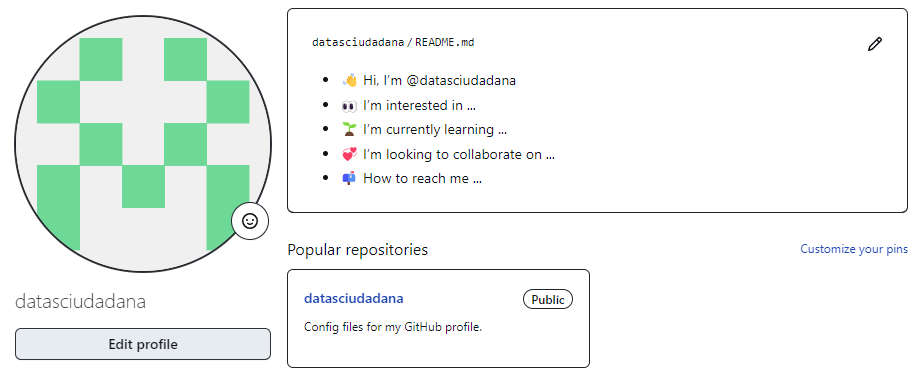 datasciudadana / README.md
👋 Hi, I'm @datasciudadana
👀 I'm interested in ...
🌱 I'm currently learning ...
💞️ I'm looking to collaborate on ...
📫 How to reach me ...
datasciudadana
Edit profile
Popular repositories
Customize your pins
datasciudadana
Public
Config files for my GitHub profile.